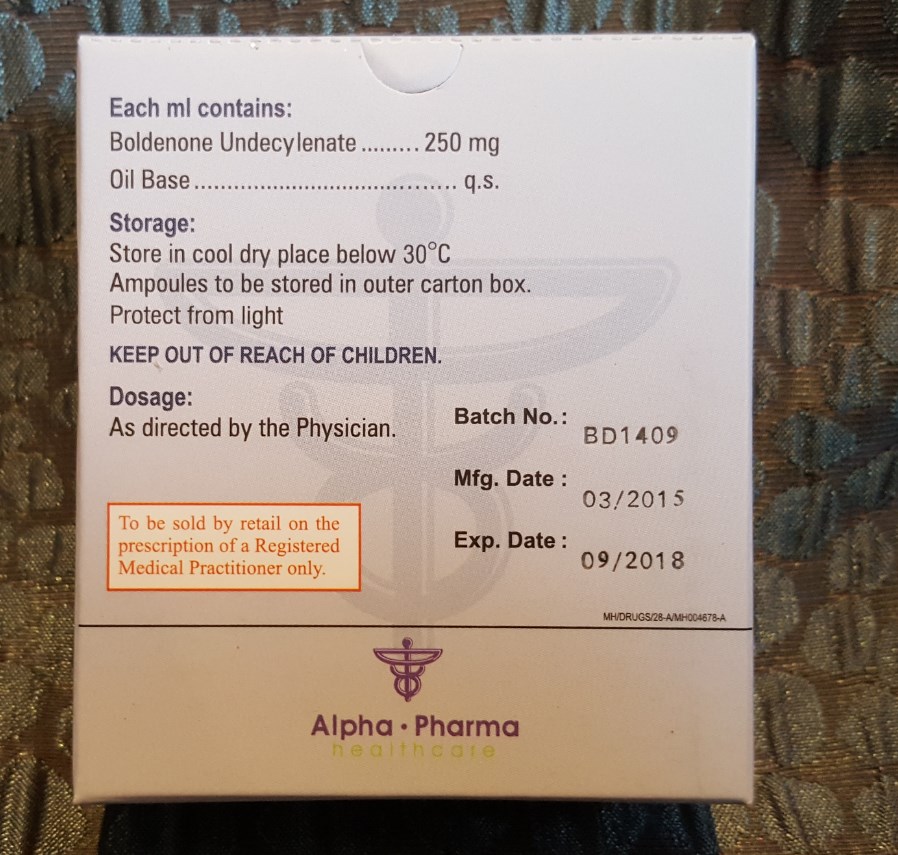 Each ml contains:
Boldenone Undecylenate ......... 250 mg
Oil Base ............................................ q.s.
Storage:
Store in cool dry place below 30°C
Ampoules to be stored in outer carton box.
Protect from light
KEEP OUT OF REACH OF CHILDREN.
Dosage:
As directed by the Physician.
Batch No.: BD1409
Mfg. Date : 03/2015
Exp. Date : 09/2018
To be sold by retail on the
prescription of a Registered
Medical Practitioner only.
MH/DRUGS/28-A/MH004678-A
Alpha · Pharma
healthcare